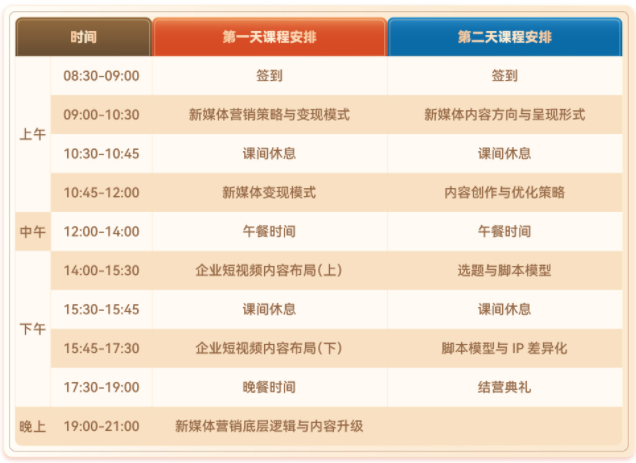 时间 第一天课程安排 第二天课程安排
上午 08:30-09:00 签到 签到
09:00-10:30 新媒体营销策略与变现模式 新媒体内容方向与呈现形式
10:30-10:45 课间休息 课间休息
10:45-12:00 新媒体变现模式 内容创作与优化策略
中午 12:00-14:00 午餐时间 午餐时间
下午 14:00-15:30 企业短视频内容布局(上) 选题与脚本模型
15:30-15:45 课间休息 课间休息
15:45-17:30 企业短视频内容布局(下) 脚本模型与 IP 差异化
17:30-19:00 晚餐时间 结营典礼
晚上 19:00-21:00 新媒体营销底层逻辑与内容升级